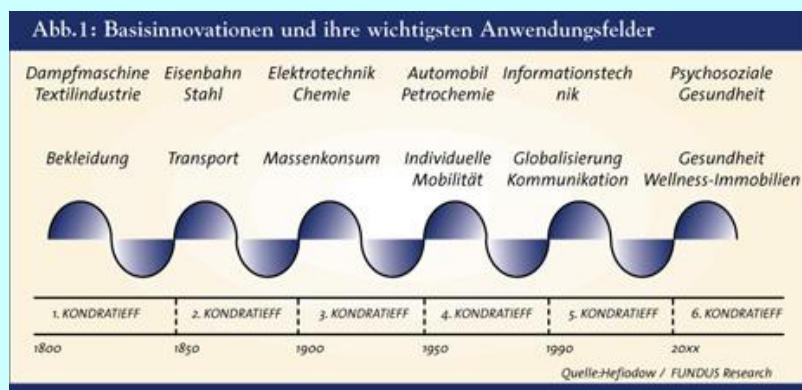 Abb.1: Basisinnovationen und ihre wichtigsten Anwendungsfelder
Dampfmaschine Eisenbahn Elektrotechnik Automobil Informationstech Psychosoziale
Textilindustrie Stahl Chemie Petrochemie nik Gesundheit
Bekleidung Transport Massenkonsum Individuelle Globalisierung Gesundheit
Mobilität Kommunikation Wellness-Immobilien
1. KONDRATIEFF 2. KONDRATIEFF 3. KONDRATIEFF 4. KONDRATIEFF 5. KONDRATIEFF 6. KONDRATIEFF
1800 1850 1900 1950 1990 20xx
Quelle:Hefiodow / FUNDUS Research